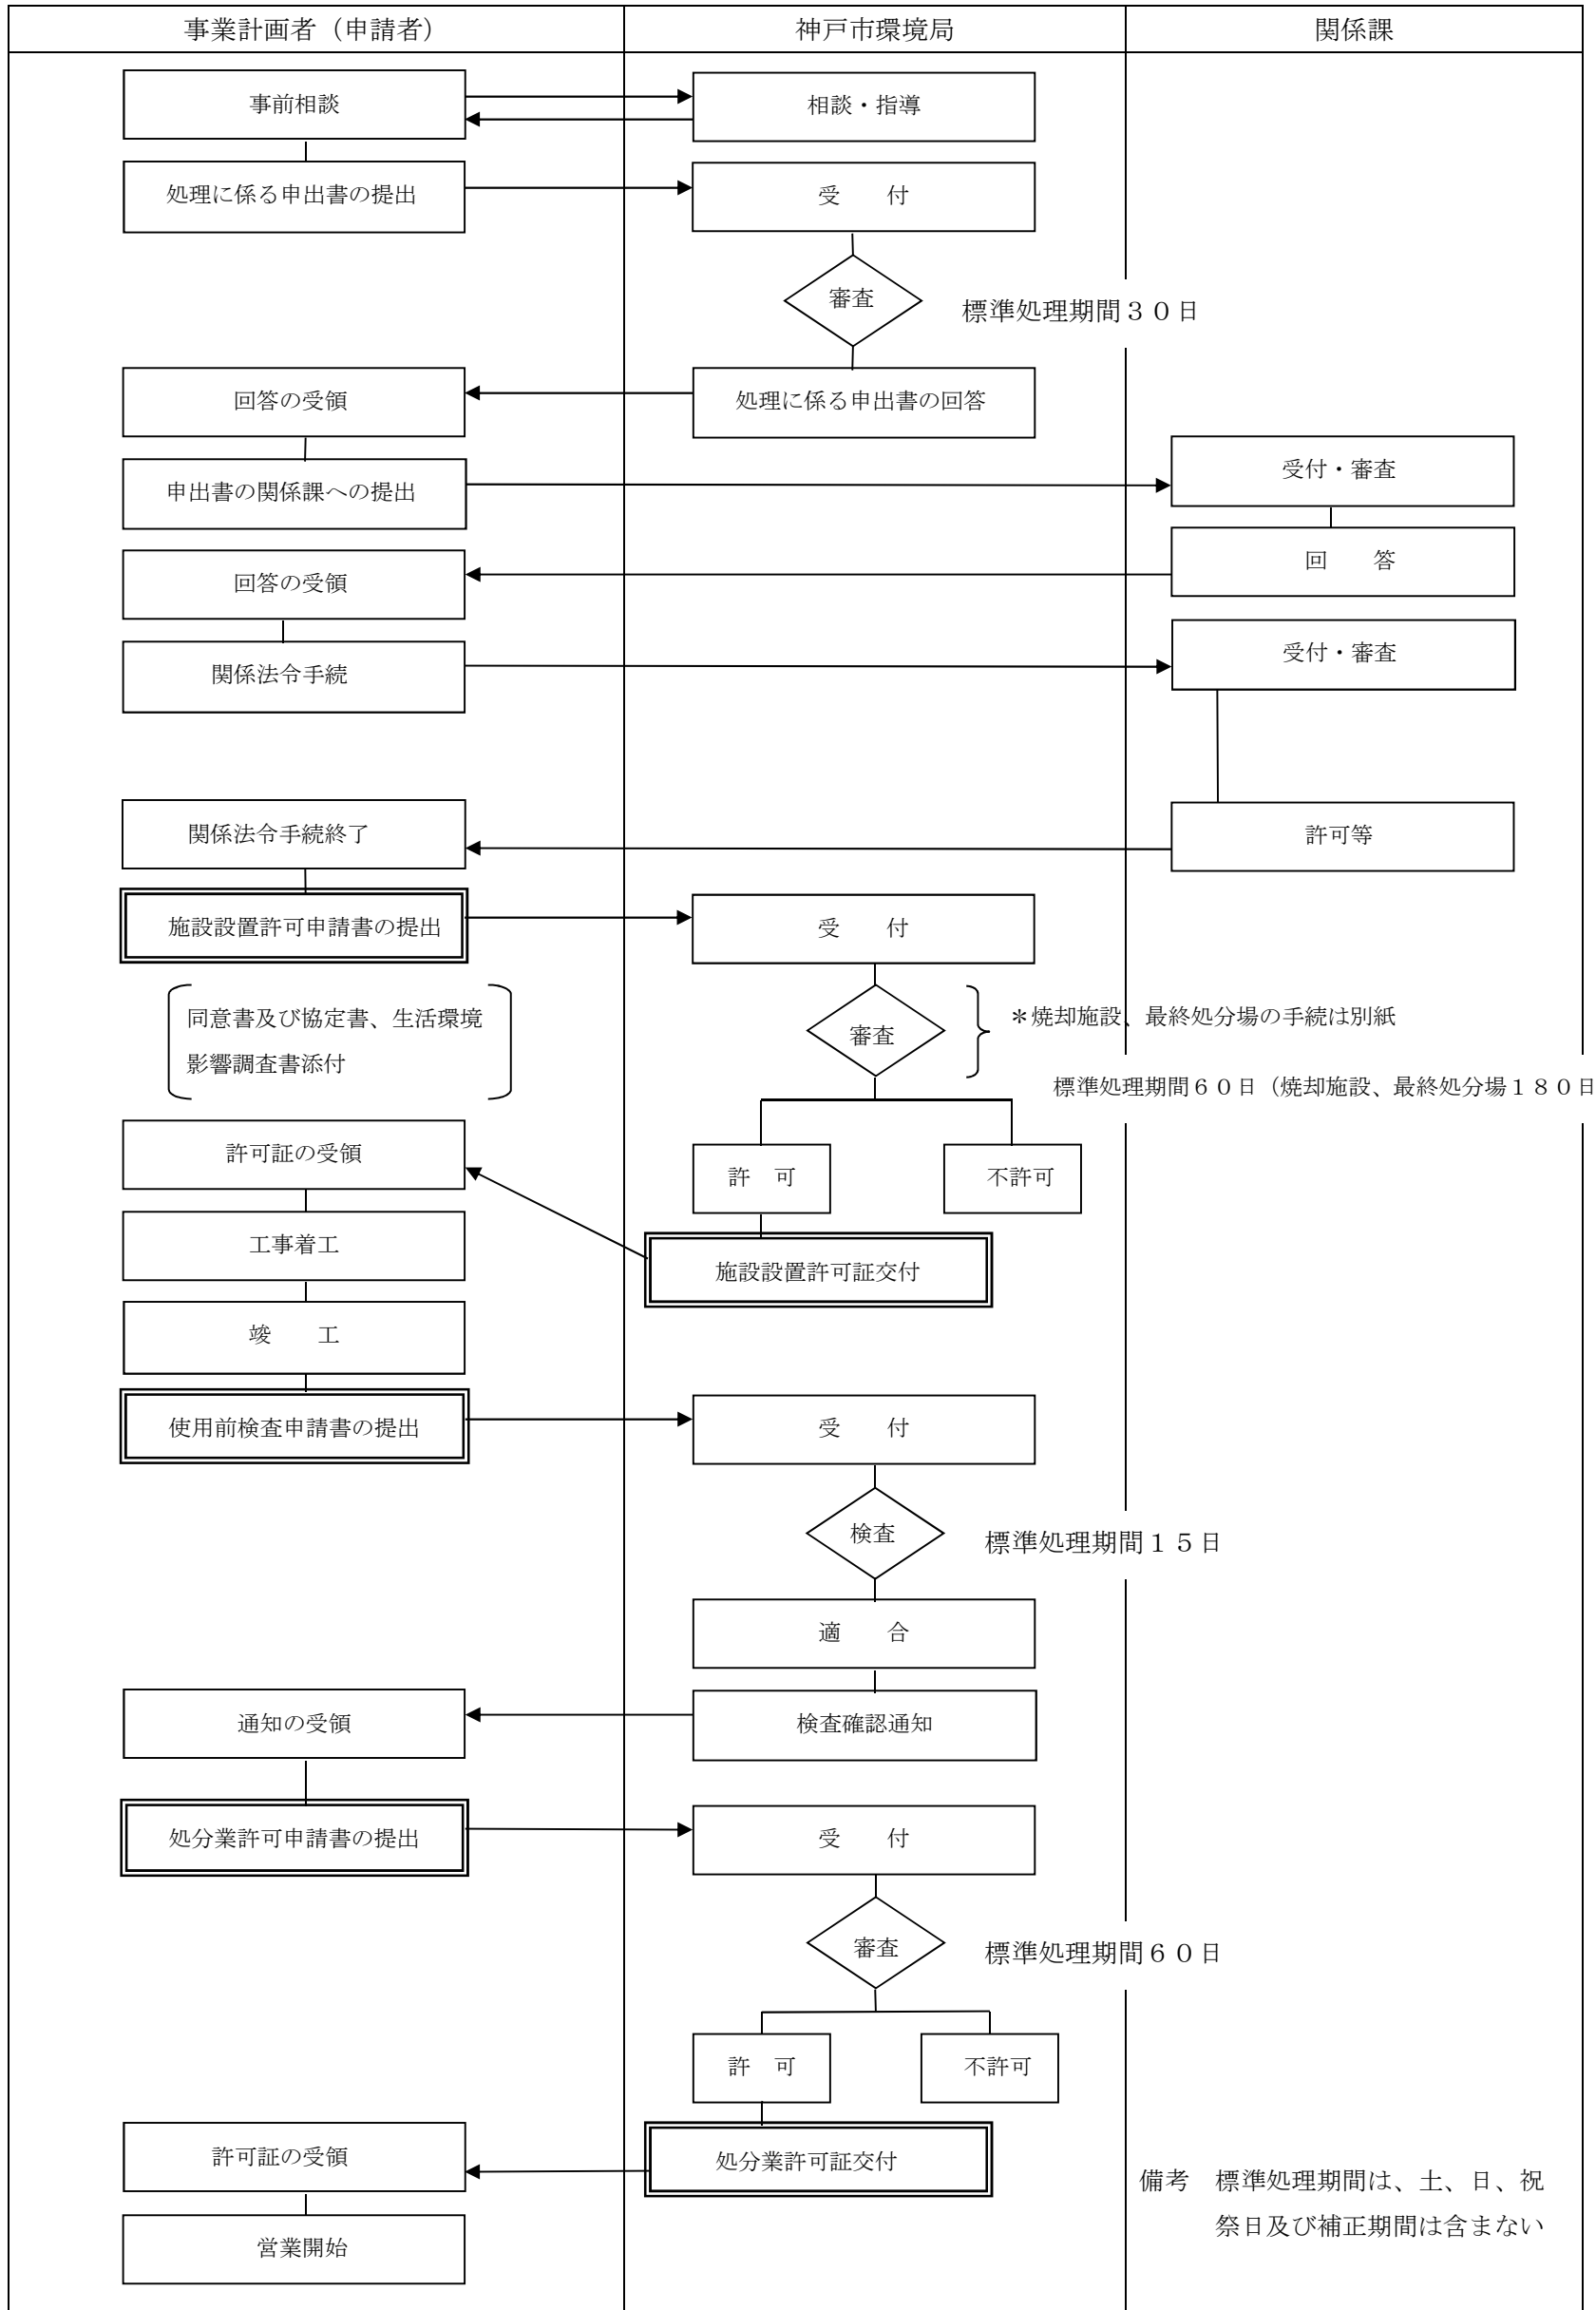 事業計画者（申請者）
神戸市環境局
関係課
事前相談
相談・指導
処理に係る申出書の提出
受　　付
審査
標準処理期間３０日
回答の受領
処理に係る申出書の回答
申出書の関係課への提出
受付・審査
回　　答
回答の受領
関係法令手続
受付・審査
関係法令手続終了
許可等
施設設置許可申請書の提出
受　　付
同意書及び協定書、生活環境
影響調査書添付
審査
＊焼却施設、最終処分場の手続は別紙
標準処理期間６０日（焼却施設、最終処分場１８０日
許可証の受領
許　可
不許可
工事着工
施設設置許可証交付
竣　　工
使用前検査申請書の提出
受　　付
検査
標準処理期間１５日
適　　合
通知の受領
検査確認通知
処分業許可申請書の提出
受　　付
審査
標準処理期間６０日
許　可
不許可
許可証の受領
処分業許可証交付
営業開始
備考　標準処理期間は、土、日、祝
祭日及び補正期間は含まない